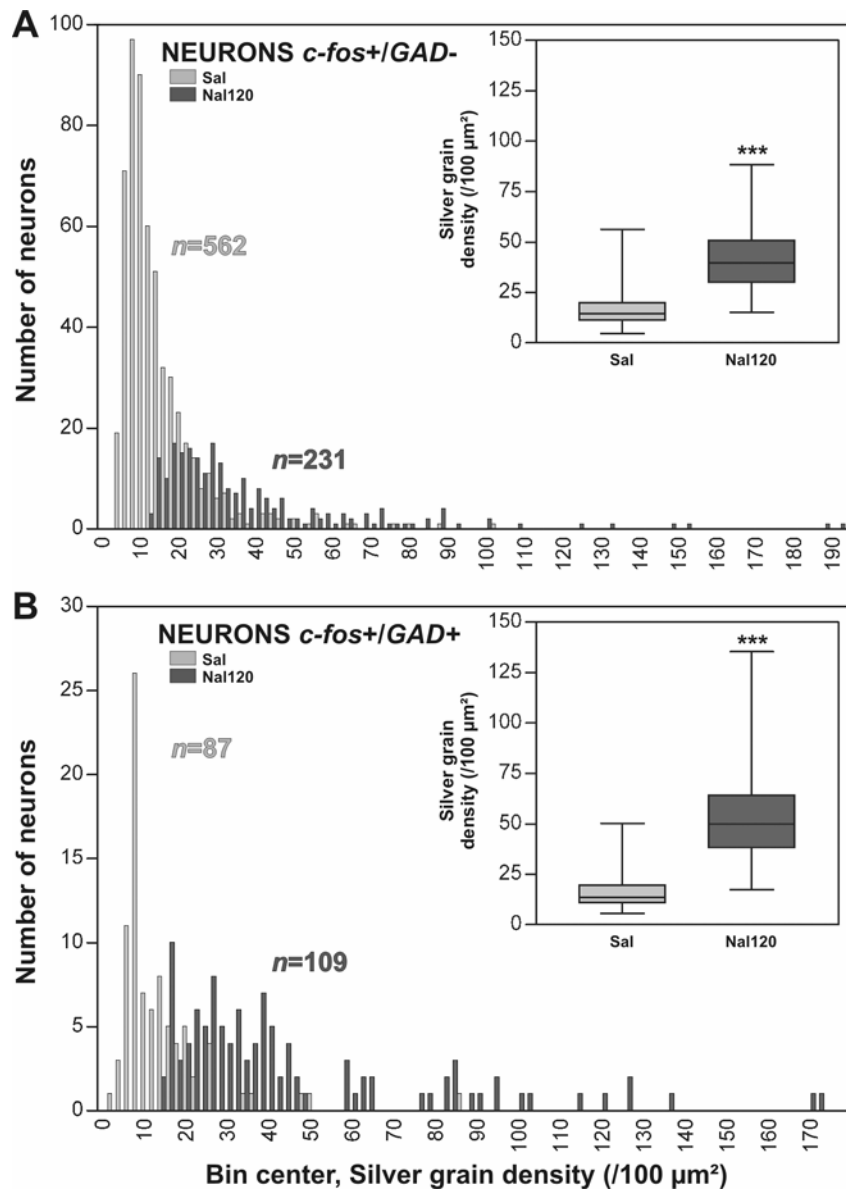 A
NEURONS c-fos+/GAD-
Sal
Nal120
n=562
n=231
Number of neurons
100
80
60
40
20
0
0 10 20 30 40 50 60 70 80 90 100 110 120 130 140 150 160 170 180 190
Silver grain
density (/100 µm²)
150
125
100
75
50
25
0
***
Sal Nal120
B
NEURONS c-fos+/GAD+
Sal
Nal120
n=87
n=109
Number of neurons
30
25
20
15
10
5
0
0 10 20 30 40 50 60 70 80 90 100 110 120 130 140 150 160 170
Silver grain
density (/100 µm²)
150
125
100
75
50
25
0
***
Sal Nal120
Bin center, Silver grain density (/100 µm²)